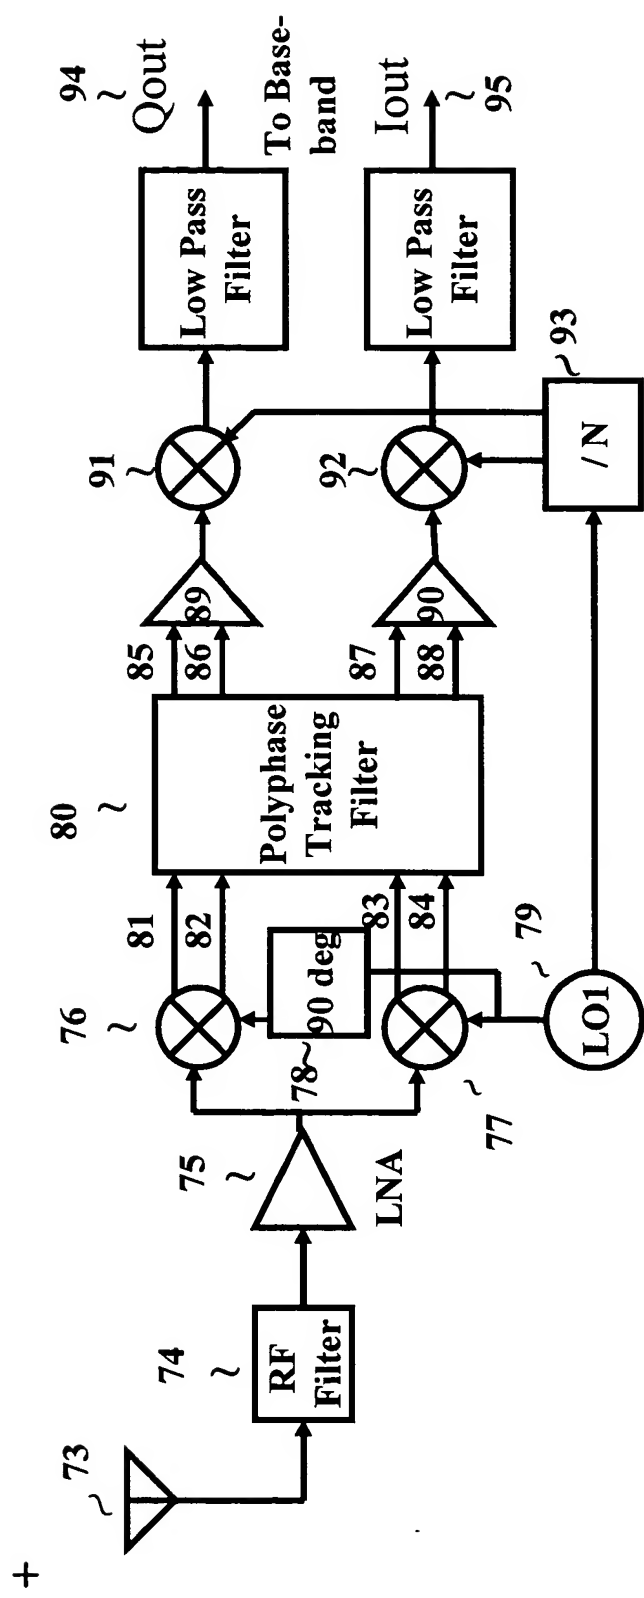 +
73
74
RF
Filter
75
LNA
76
77
78
90 deg
79
LO1
81
82
83
84
80
Polyphase
Tracking
Filter
85
86
87
88
89
90
91
92
93
/ N
Low Pass
Filter
Low Pass
Filter
94
Qout
To Base-
band
Iout
95